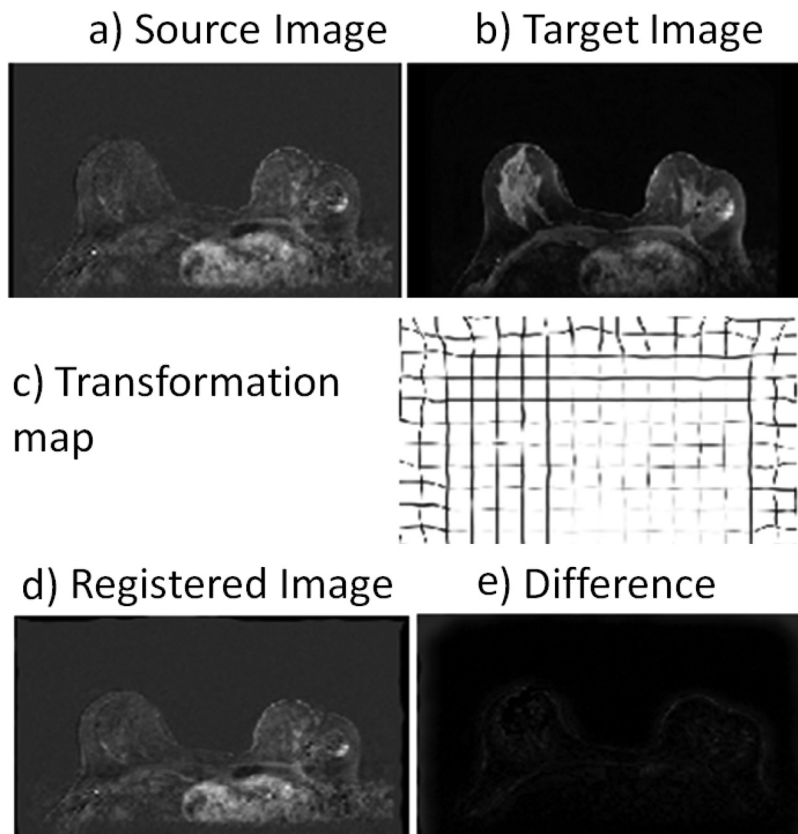 a) Source Image
b) Target Image
c) Transformation
map
d) Registered Image
e) Difference